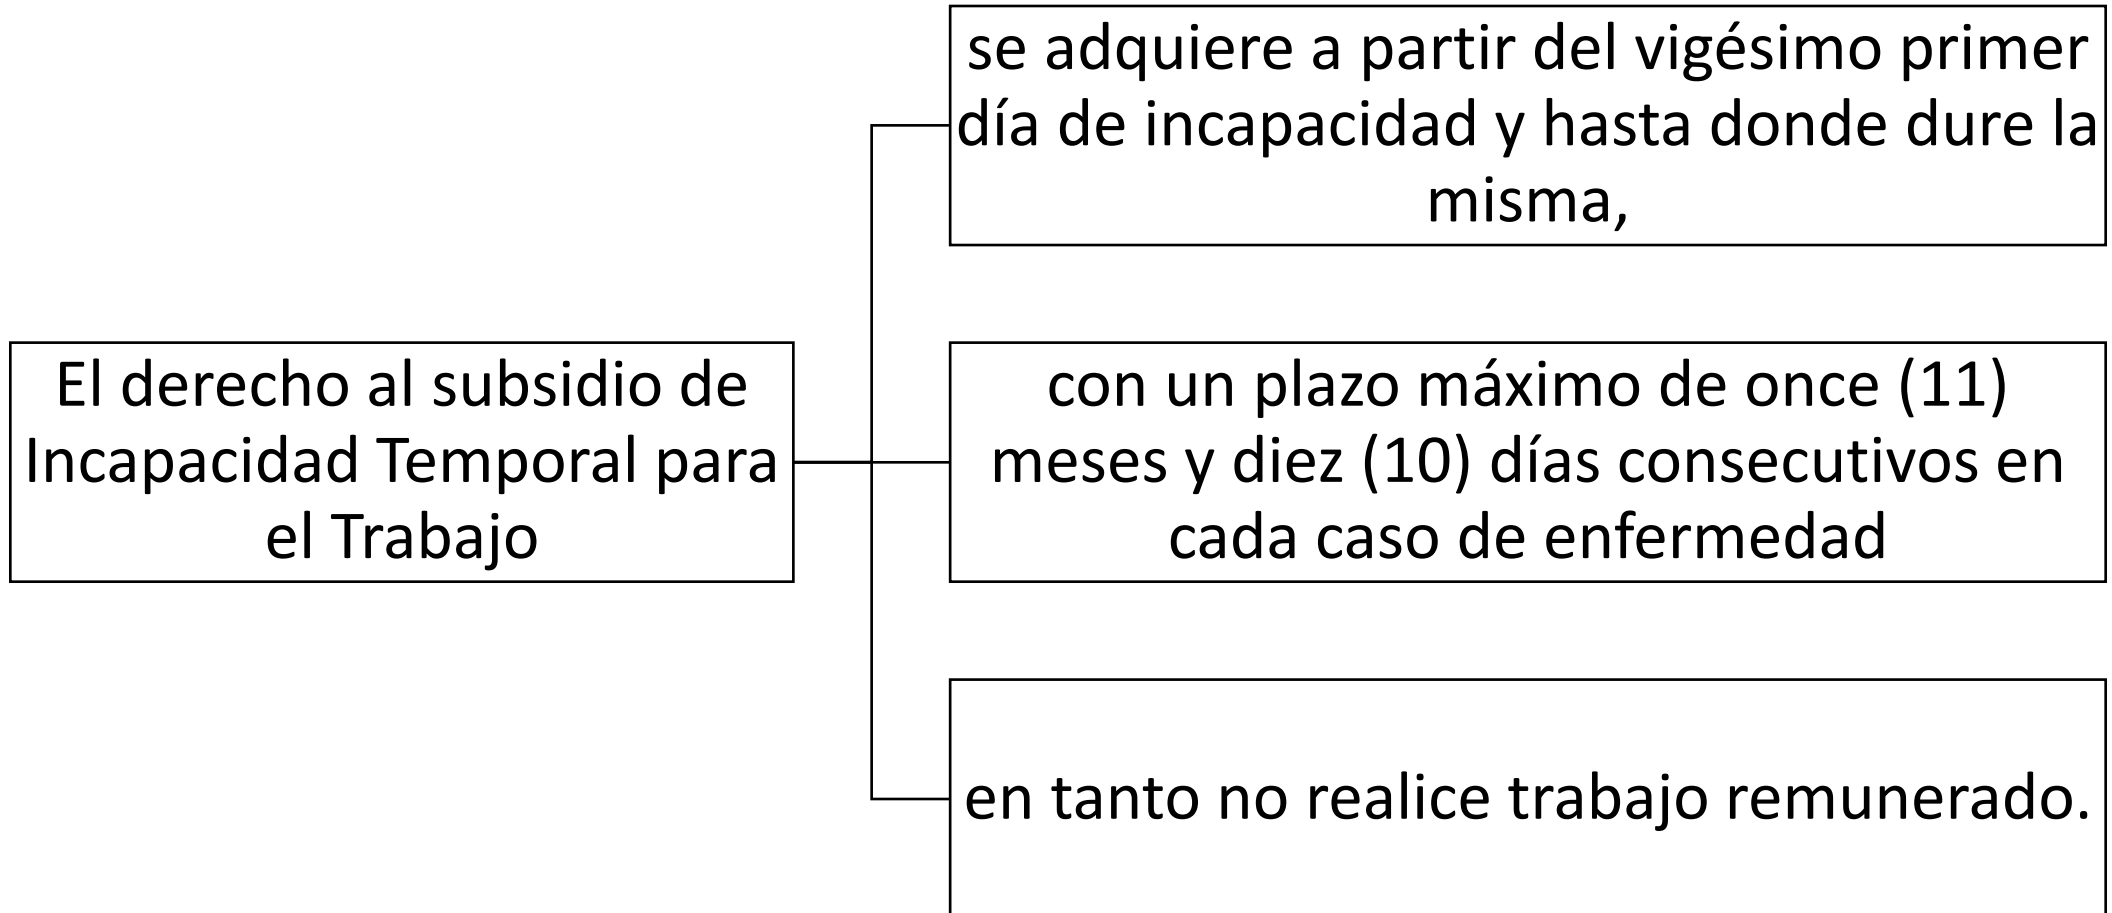 El derecho al subsidio de
Incapacidad Temporal para
el Trabajo
se adquiere a partir del vigésimo primer
día de incapacidad y hasta donde dure la
misma,
con un plazo máximo de once (11)
meses y diez (10) días consecutivos en
cada caso de enfermedad
en tanto no realice trabajo remunerado.